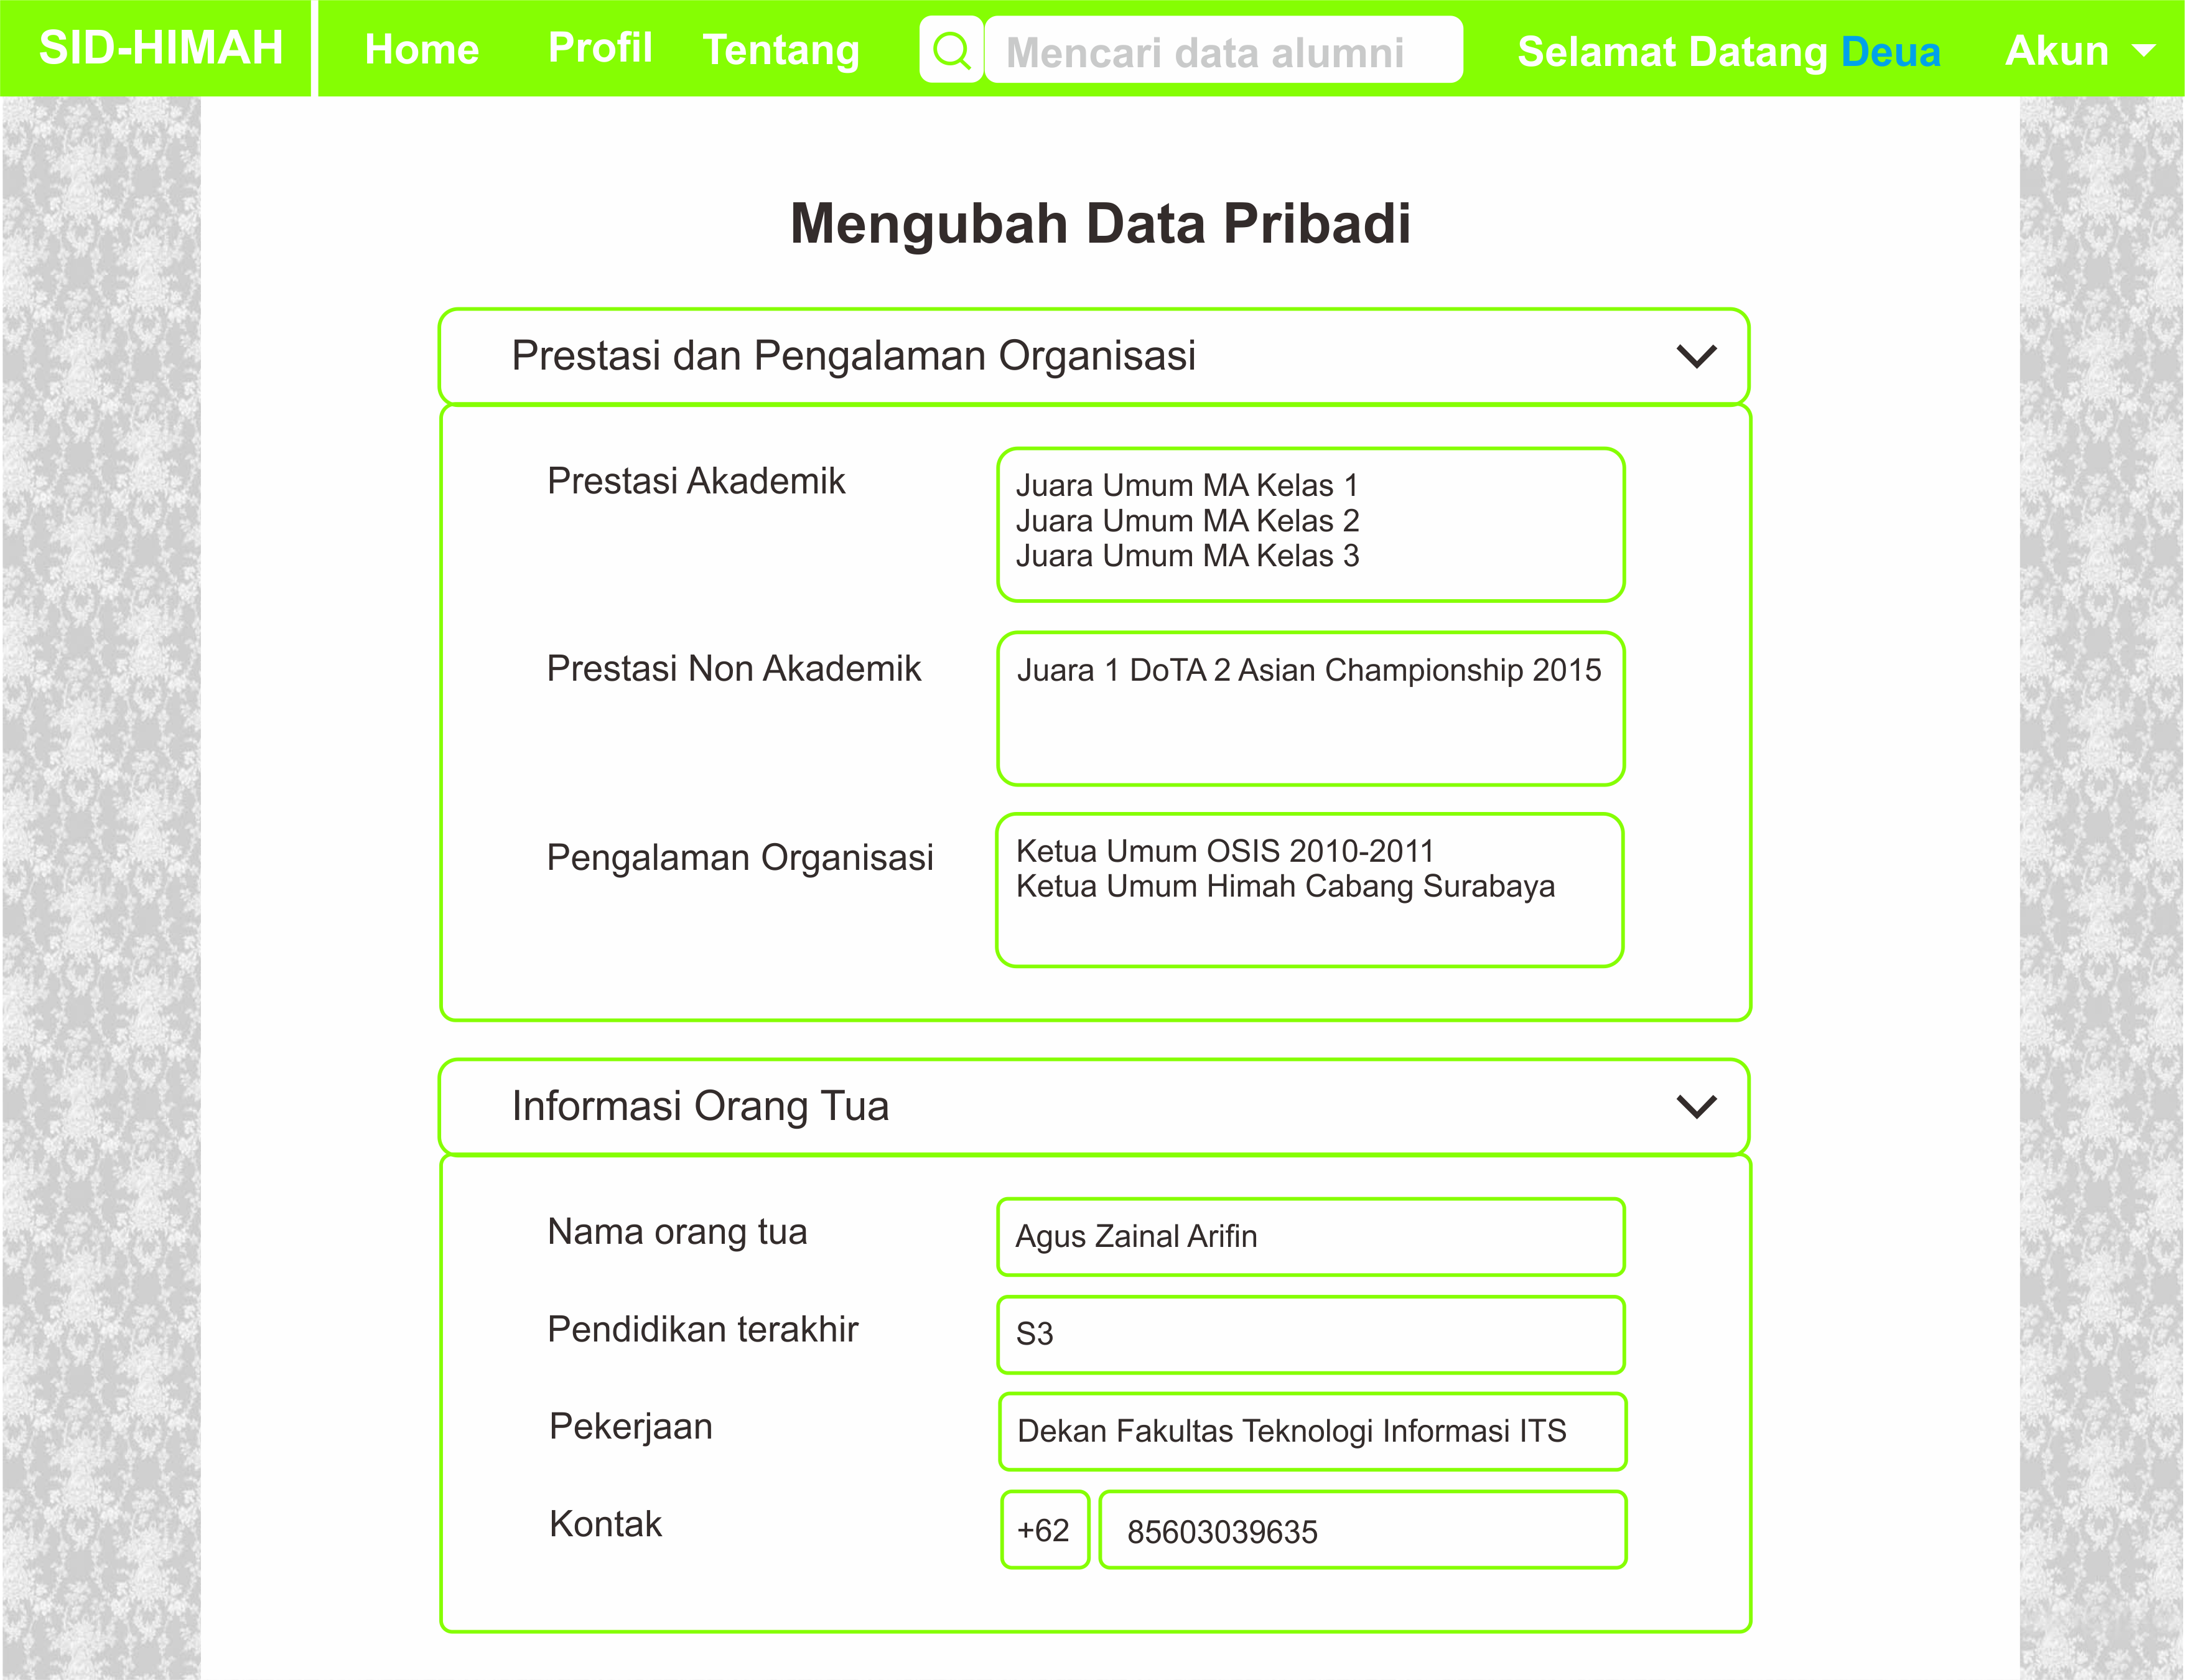 SID-HIMAH Home Profil Tentang Mencari data alumni Selamat Datang Deua Akun
Mengubah Data Pribadi
Prestasi dan Pengalaman Organisasi
Prestasi Akademik
Juara Umum MA Kelas 1
Juara Umum MA Kelas 2
Juara Umum MA Kelas 3
Prestasi Non Akademik
Juara 1 DoTA 2 Asian Championship 2015
Pengalaman Organisasi
Ketua Umum OSIS 2010-2011
Ketua Umum Himah Cabang Surabaya
Informasi Orang Tua
Nama orang tua
Agus Zainal Arifin
Pendidikan terakhir
S3
Pekerjaan
Dekan Fakultas Teknologi Informasi ITS
Kontak
+62 85603039635